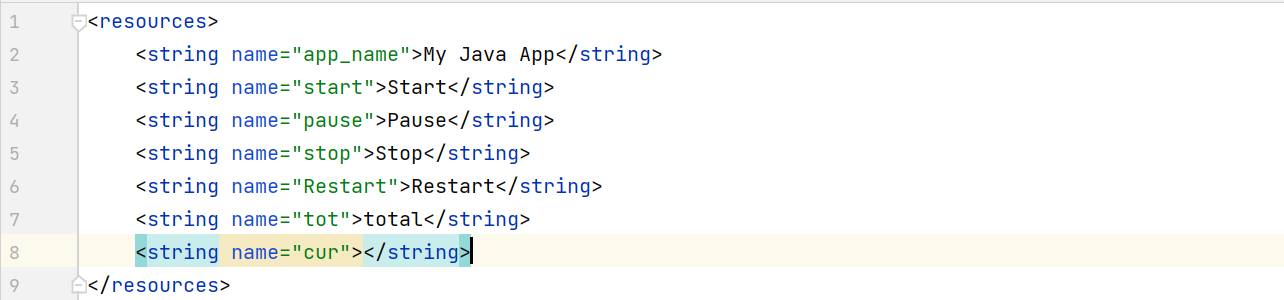 1 <resources>
2 <string name="app_name">My Java App</string>
3 <string name="start">Start</string>
4 <string name="pause">Pause</string>
5 <string name="stop">Stop</string>
6 <string name="Restart">Restart</string>
7 <string name="tot">total</string>
8 <string name="cur"></string>
9 </resources>